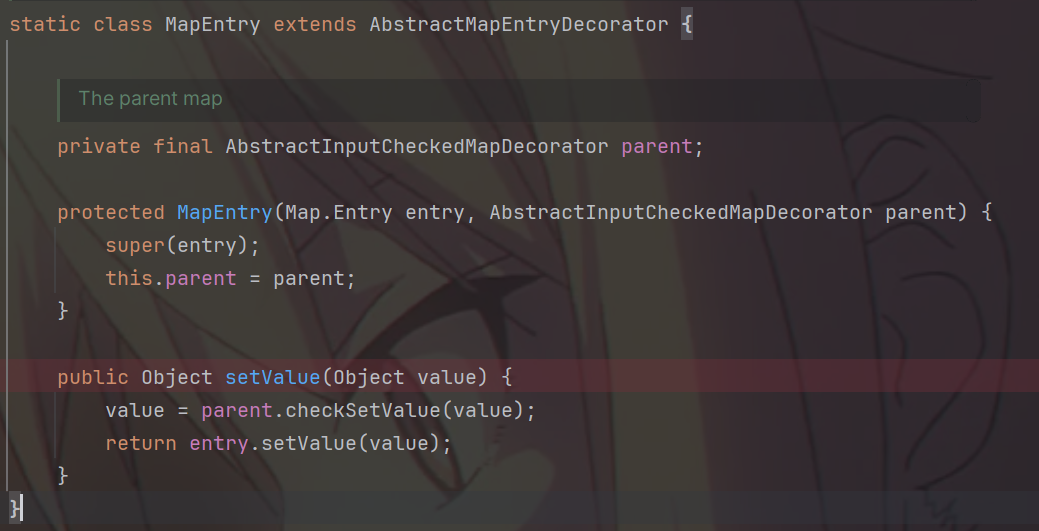 static class MapEntry extends AbstractMapEntryDecorator {
The parent map
private final AbstractInputCheckedMapDecorator parent;
protected MapEntry(Map.Entry entry, AbstractInputCheckedMapDecorator parent) {
super(entry);
this.parent = parent;
}
public Object setValue(Object value) {
value = parent.checkSetValue(value);
return entry.setValue(value);
}
}